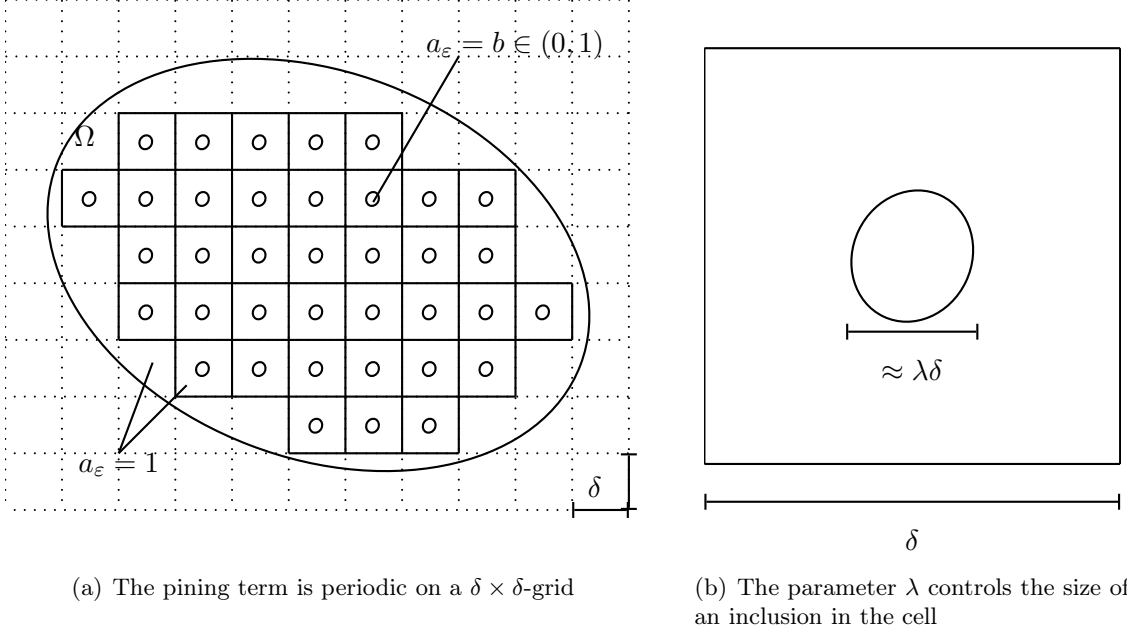 a_ε = b ∈ (0, 1)
Ω
a_ε = 1
δ
≈ λδ
δ
(a) The pining term is periodic on a δ × δ-grid
(b) The parameter λ controls the size of
an inclusion in the cell